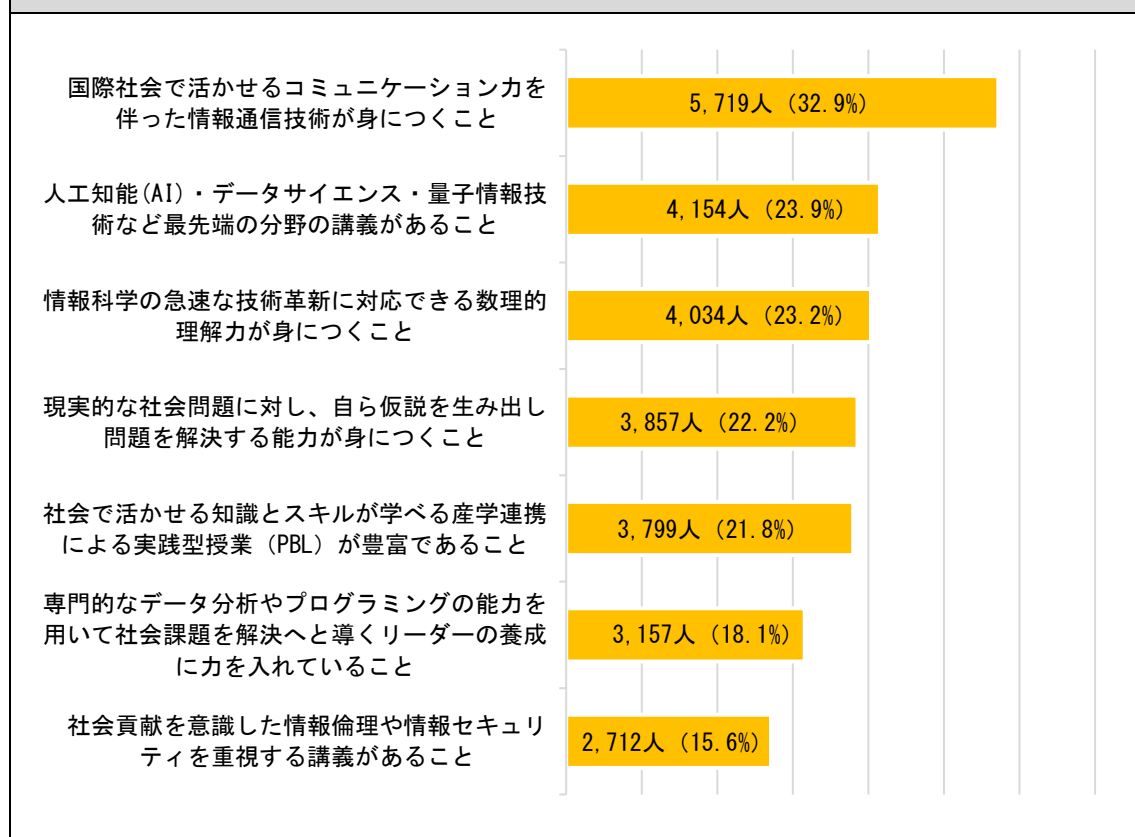 国際社会で活かせるコミュニケーション力を
伴った情報通信技術が身につくこと
5,719人（32.9%）
人工知能(AI)・データサイエンス・量子情報技
術など最先端の分野の講義があること
4,154人（23.9%）
情報科学の急速な技術革新に対応できる数理的
理解力が身につくこと
4,034人（23.2%）
現実的な社会問題に対し、自ら仮説を生み出し
問題を解決する能力が身につくこと
3,857人（22.2%）
社会で活かせる知識とスキルが学べる産学連携
による実践型授業（PBL）が豊富であること
3,799人（21.8%）
専門的なデータ分析やプログラミングの能力を
用いて社会課題を解決へと導くリーダーの養成
に力を入れていること
3,157人（18.1%）
社会貢献を意識した情報倫理や情報セキュリ
ティを重視する講義があること
2,712人（15.6%）